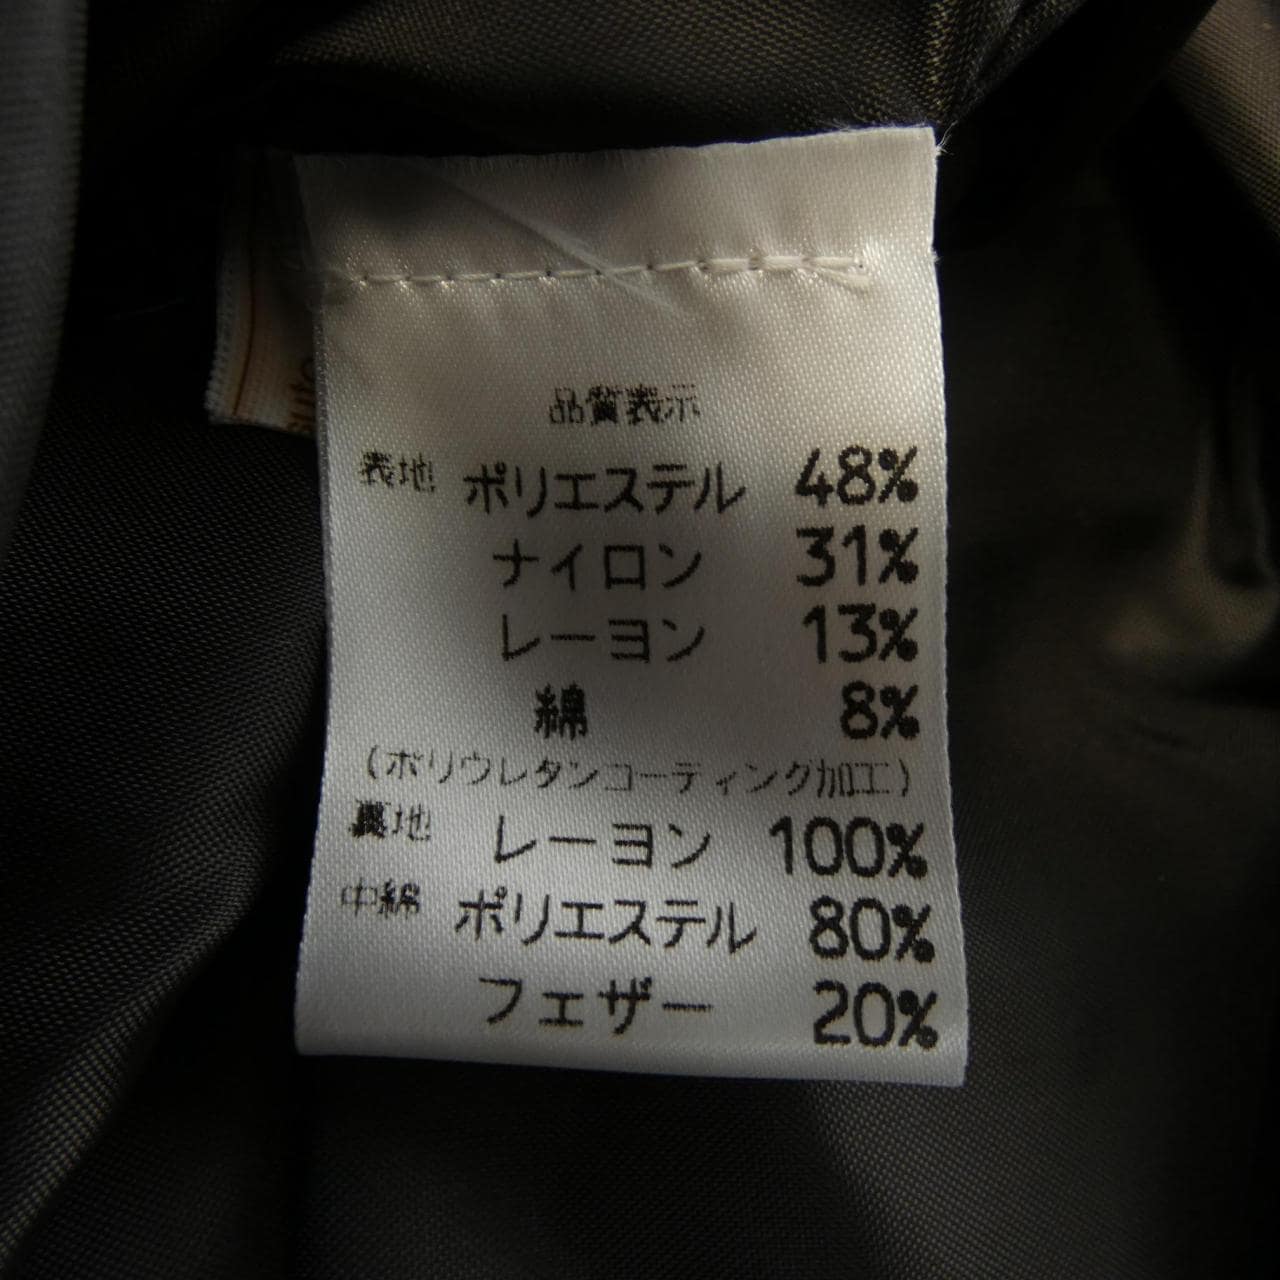 品質表示
表地 ポリエステル 48%
ナイロン 31%
レーヨン 13%
綿 8%
(ポリウレタンコーティング加工)
裏地 レーヨン 100%
中綿 ポリエステル 80%
フェザー 20%